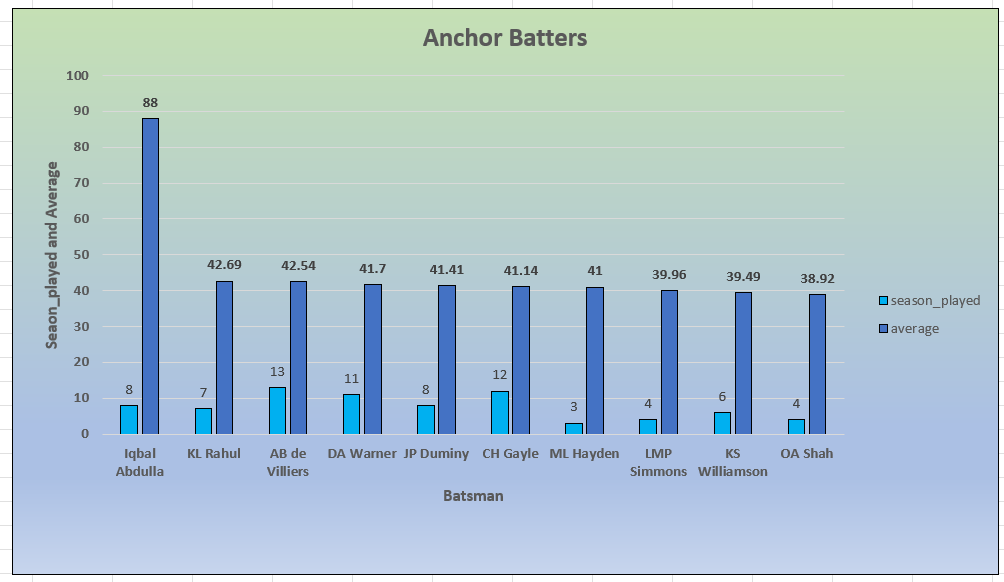 Anchor Batters
Seaon_played and Average
100
90
80
70
60
50
40
30
20
10
0
88
42.69
42.54
41.7
41.41
41.14
41
39.96
39.49
38.92
8
7
13
11
8
12
3
4
6
4
Iqbal
Abdulla
KL Rahul
AB de
Villiers
DA Warner
JP Duminy
CH Gayle
ML Hayden
LMP
Simmons
KS
Williamson
OA Shah
Batsman
season_played
average